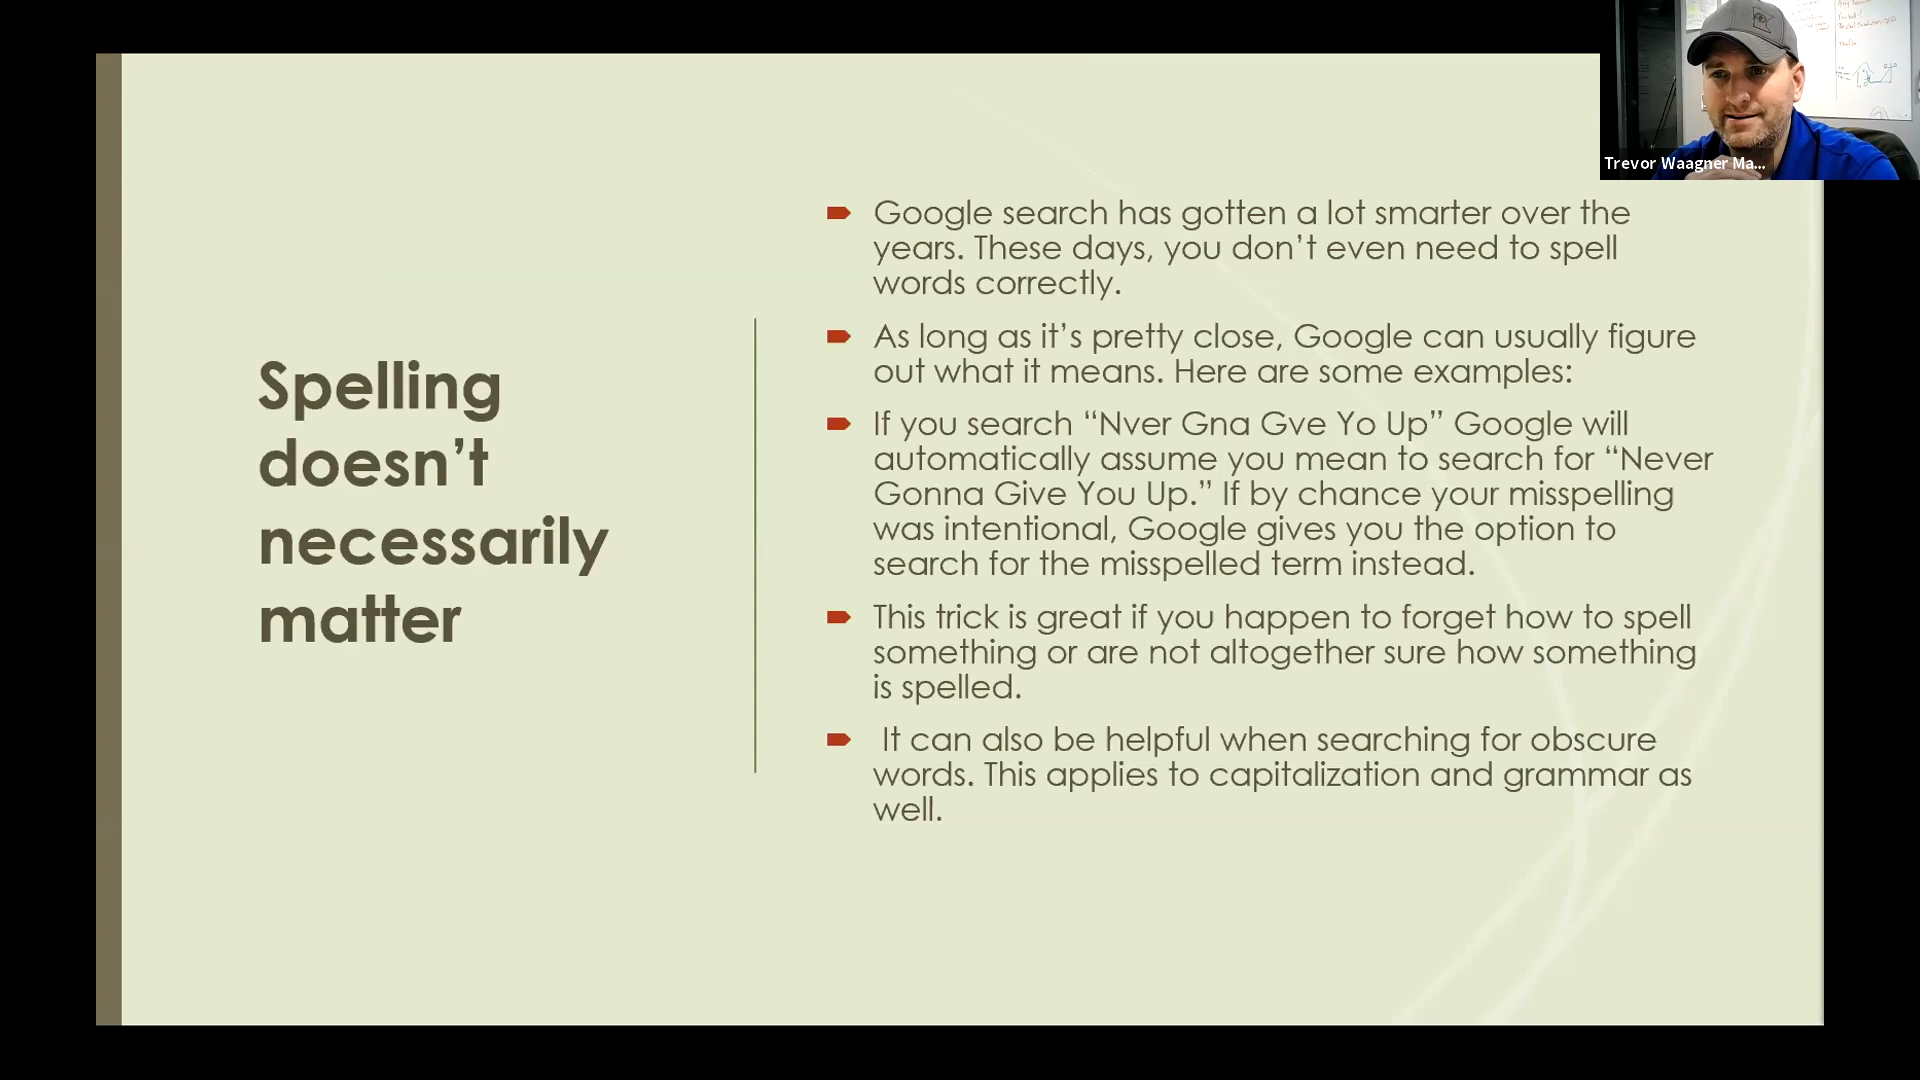 Spelling
doesn’t
necessarily
matter
Google search has gotten a lot smarter over the
years. These days, you don’t even need to spell
words correctly.
As long as it’s pretty close, Google can usually figure
out what it means. Here are some examples:
If you search “Nver Gna Gve Yo Up” Google will
automatically assume you mean to search for “Never
Gonna Give You Up.” If by chance your misspelling
was intentional, Google gives you the option to
search for the misspelled term instead.
This trick is great if you happen to forget how to spell
something or are not altogether sure how something
is spelled.
It can also be helpful when searching for obscure
words. This applies to capitalization and grammar as
well.
Trevor Waagner Ma...